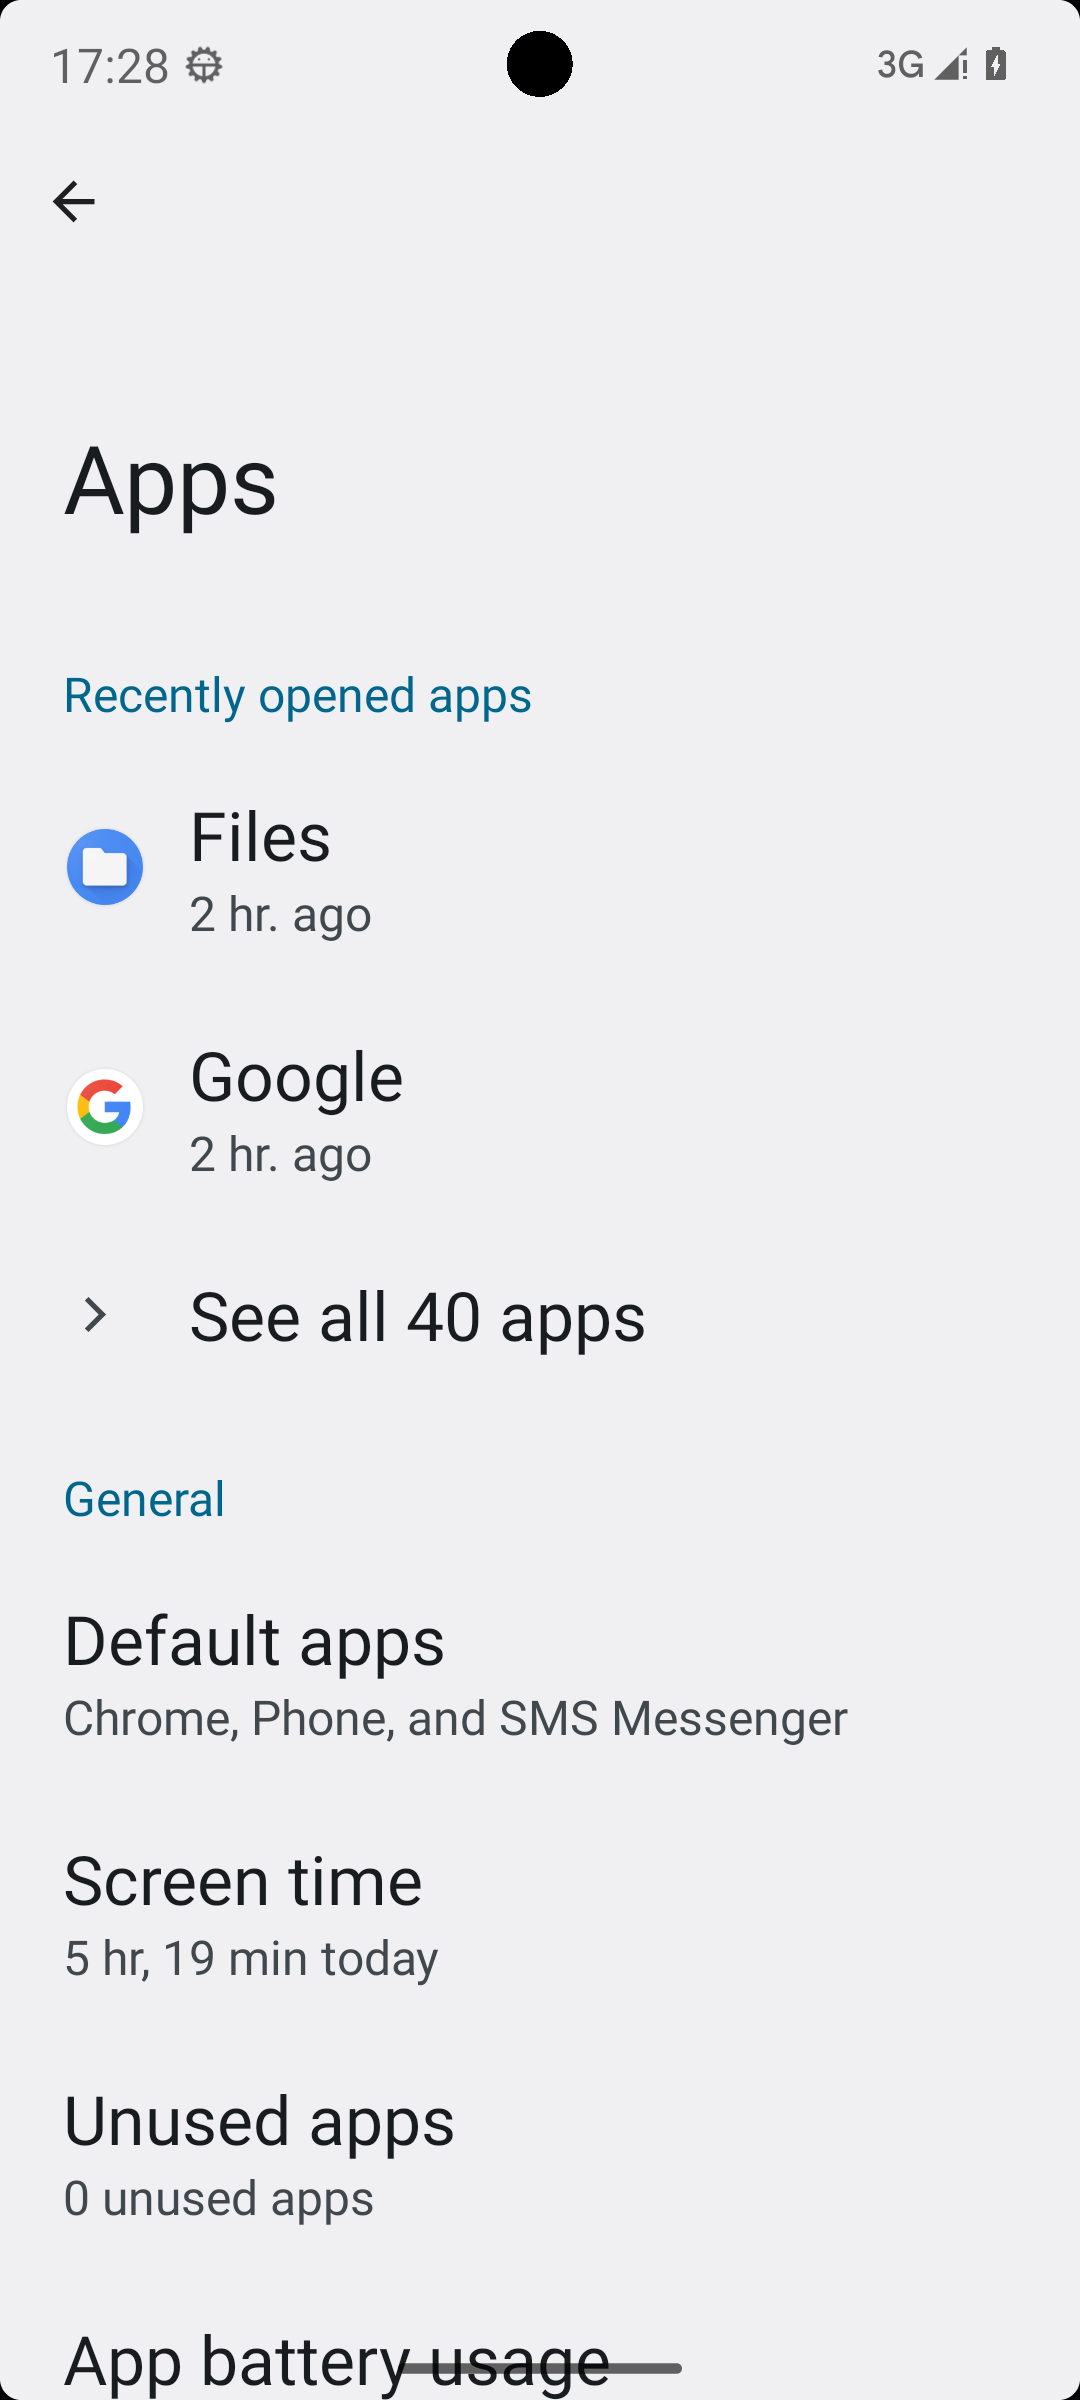 17:28
3G
Apps
Recently opened apps
Files
2 hr. ago
Google
2 hr. ago
See all 40 apps
General
Default apps
Chrome, Phone, and SMS Messenger
Screen time
5 hr, 19 min today
Unused apps
0 unused apps
App battery usage